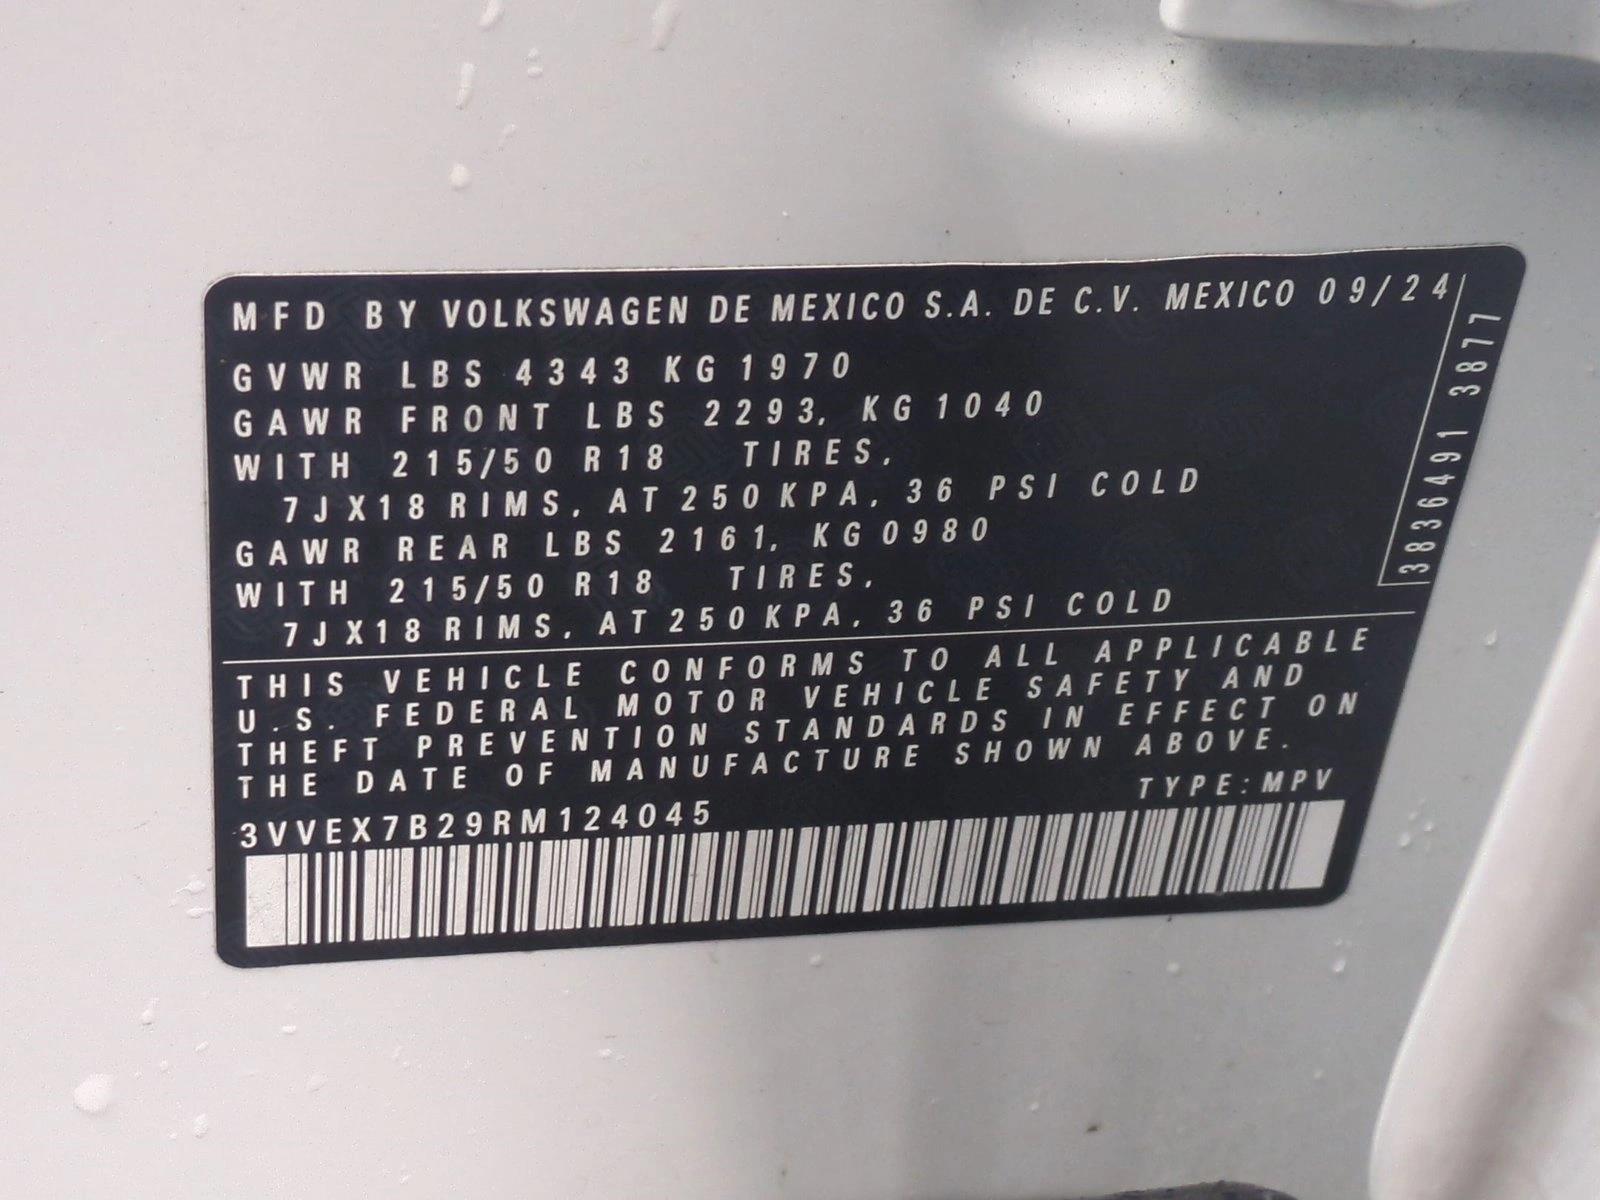 MFD BY VOLKSWAGEN DE MEXICO S.A. DE C.V. MEXICO 09/24
GVWR LBS 4343 KG 1970
GAWR FRONT LBS 2293, KG 1040
WITH 215/50 R18 TIRES,
7JX18 RIMS, AT 250 KPA, 36 PSI COLD
GAWR REAR LBS 2161, KG 0980
WITH 215/50 R18 TIRES,
7JX18 RIMS, AT 250 KPA, 36 PSI COLD
3836491 3877
THIS VEHICLE CONFORMS TO ALL APPLICABLE
U.S. FEDERAL MOTOR VEHICLE SAFETY AND
THEFT PREVENTION STANDARDS IN EFFECT ON
THE DATE OF MANUFACTURE SHOWN ABOVE.
TYPE: MPV
3VVEX7B29RM124045